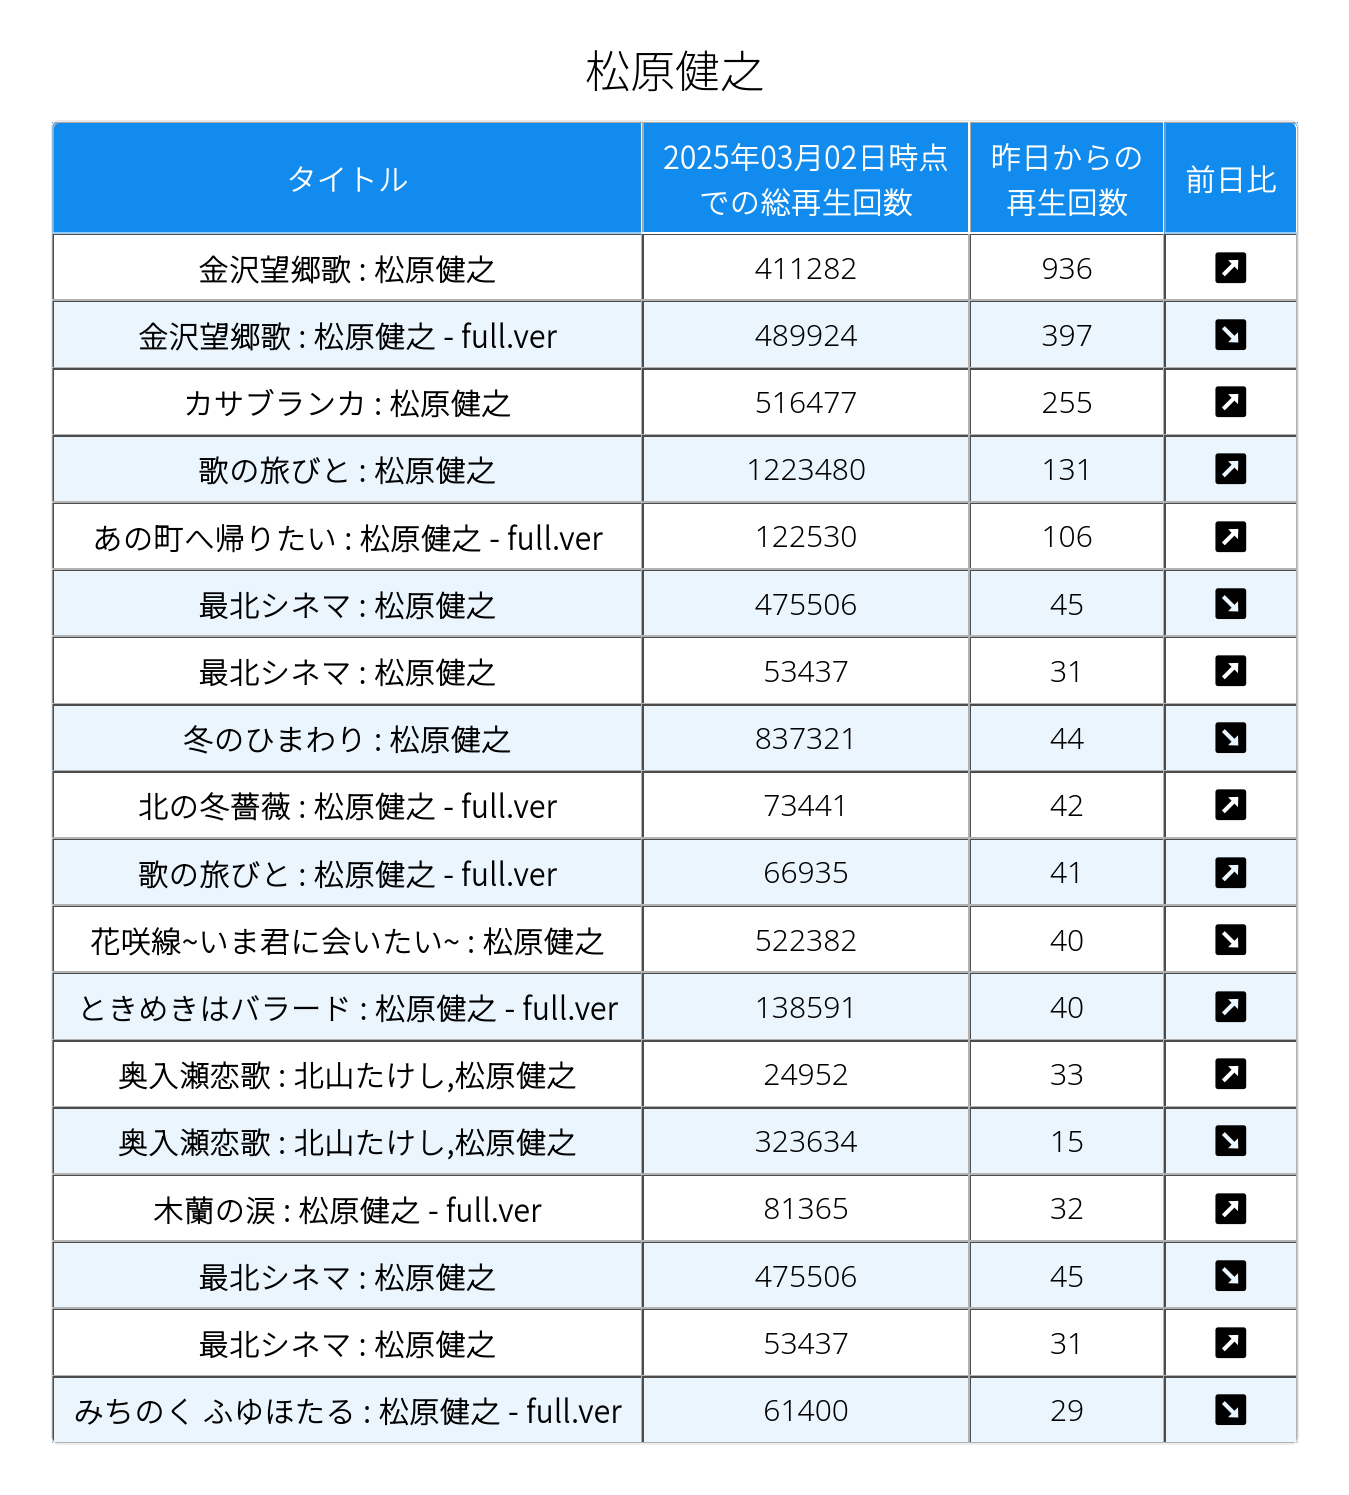 松原健之
タイトル 2025年03月02日時点での総再生回数 昨日からの再生回数 前日比
金沢望郷歌 : 松原健之 411282 936 ↗
金沢望郷歌 : 松原健之 - full.ver 489924 397 ↘
カサブランカ : 松原健之 516477 255 ↗
歌の旅びと : 松原健之 1223480 131 ↗
あの町へ帰りたい : 松原健之 - full.ver 122530 106 ↗
最北シネマ : 松原健之 475506 45 ↘
最北シネマ : 松原健之 53437 31 ↗
冬のひまわり : 松原健之 837321 44 ↘
北の冬薔薇 : 松原健之 - full.ver 73441 42 ↗
歌の旅びと : 松原健之 - full.ver 66935 41 ↗
花咲線~いま君に会いたい~ : 松原健之 522382 40 ↘
ときめきはバラード : 松原健之 - full.ver 138591 40 ↗
奥入瀬恋歌 : 北山たけし,松原健之 24952 33 ↗
奥入瀬恋歌 : 北山たけし,松原健之 323634 15 ↘
木蘭の涙 : 松原健之 - full.ver 81365 32 ↗
最北シネマ : 松原健之 475506 45 ↘
最北シネマ : 松原健之 53437 31 ↗
みちのく ふゆほたる : 松原健之 - full.ver 61400 29 ↘